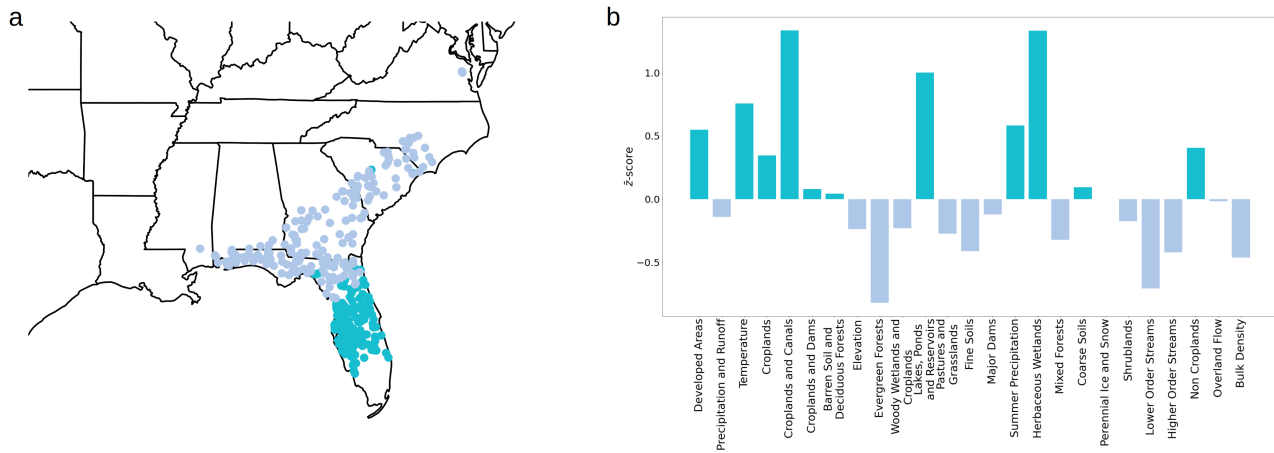 a
b
1.0
0.5
0.0
−0.5
z̄-score
Developed Areas
Precipitation and Runoff
Temperature
Croplands
Croplands and Canals
Croplands and Dams
Barren Soil and
Deciduous Forests
Elevation
Evergreen Forests
Woody Wetlands and
Croplands
Lakes, Ponds
and Reservoirs
Pastures and
Grasslands
Fine Soils
Major Dams
Summer Precipitation
Herbaceous Wetlands
Mixed Forests
Coarse Soils
Perennial Ice and Snow
Shrublands
Lower Order Streams
Higher Order Streams
Non Croplands
Overland Flow
Bulk Density